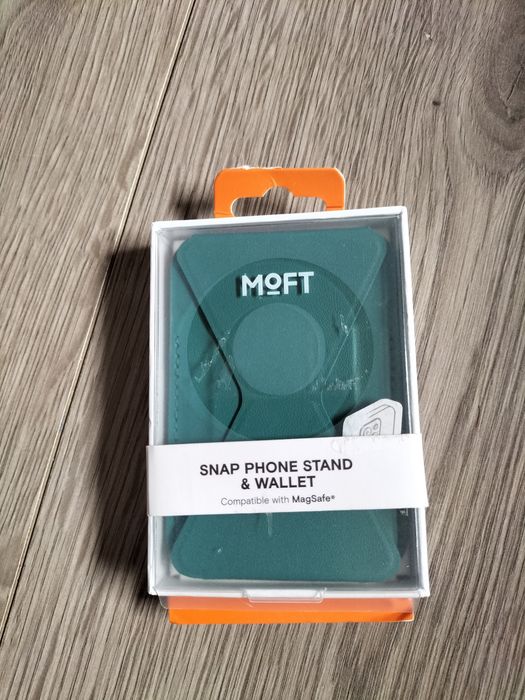 MOFT
SNAP PHONE STAND
& WALLET
Compatible with MagSafe®